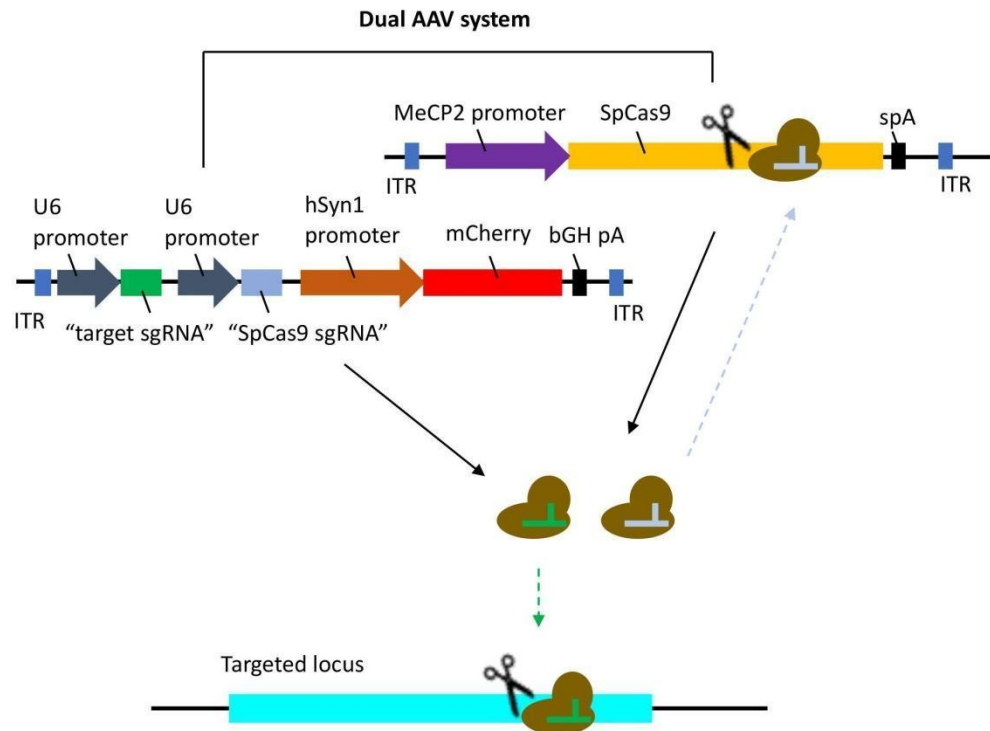 Dual AAV system
MeCP2 promoter
SpCas9
spA
ITR
ITR
U6
promoter
U6
promoter
hSyn1
promoter
mCherry
bGH pA
ITR
“target sgRNA”
“SpCas9 sgRNA”
ITR
Targeted locus